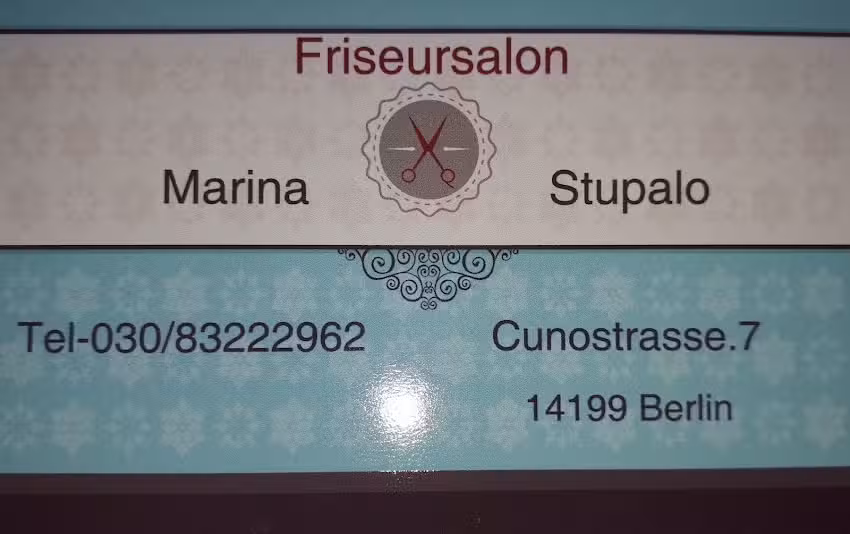 Friseursalon
Marina Stupalo
Tel-030/83222962 Cunostrasse.7
14199 Berlin